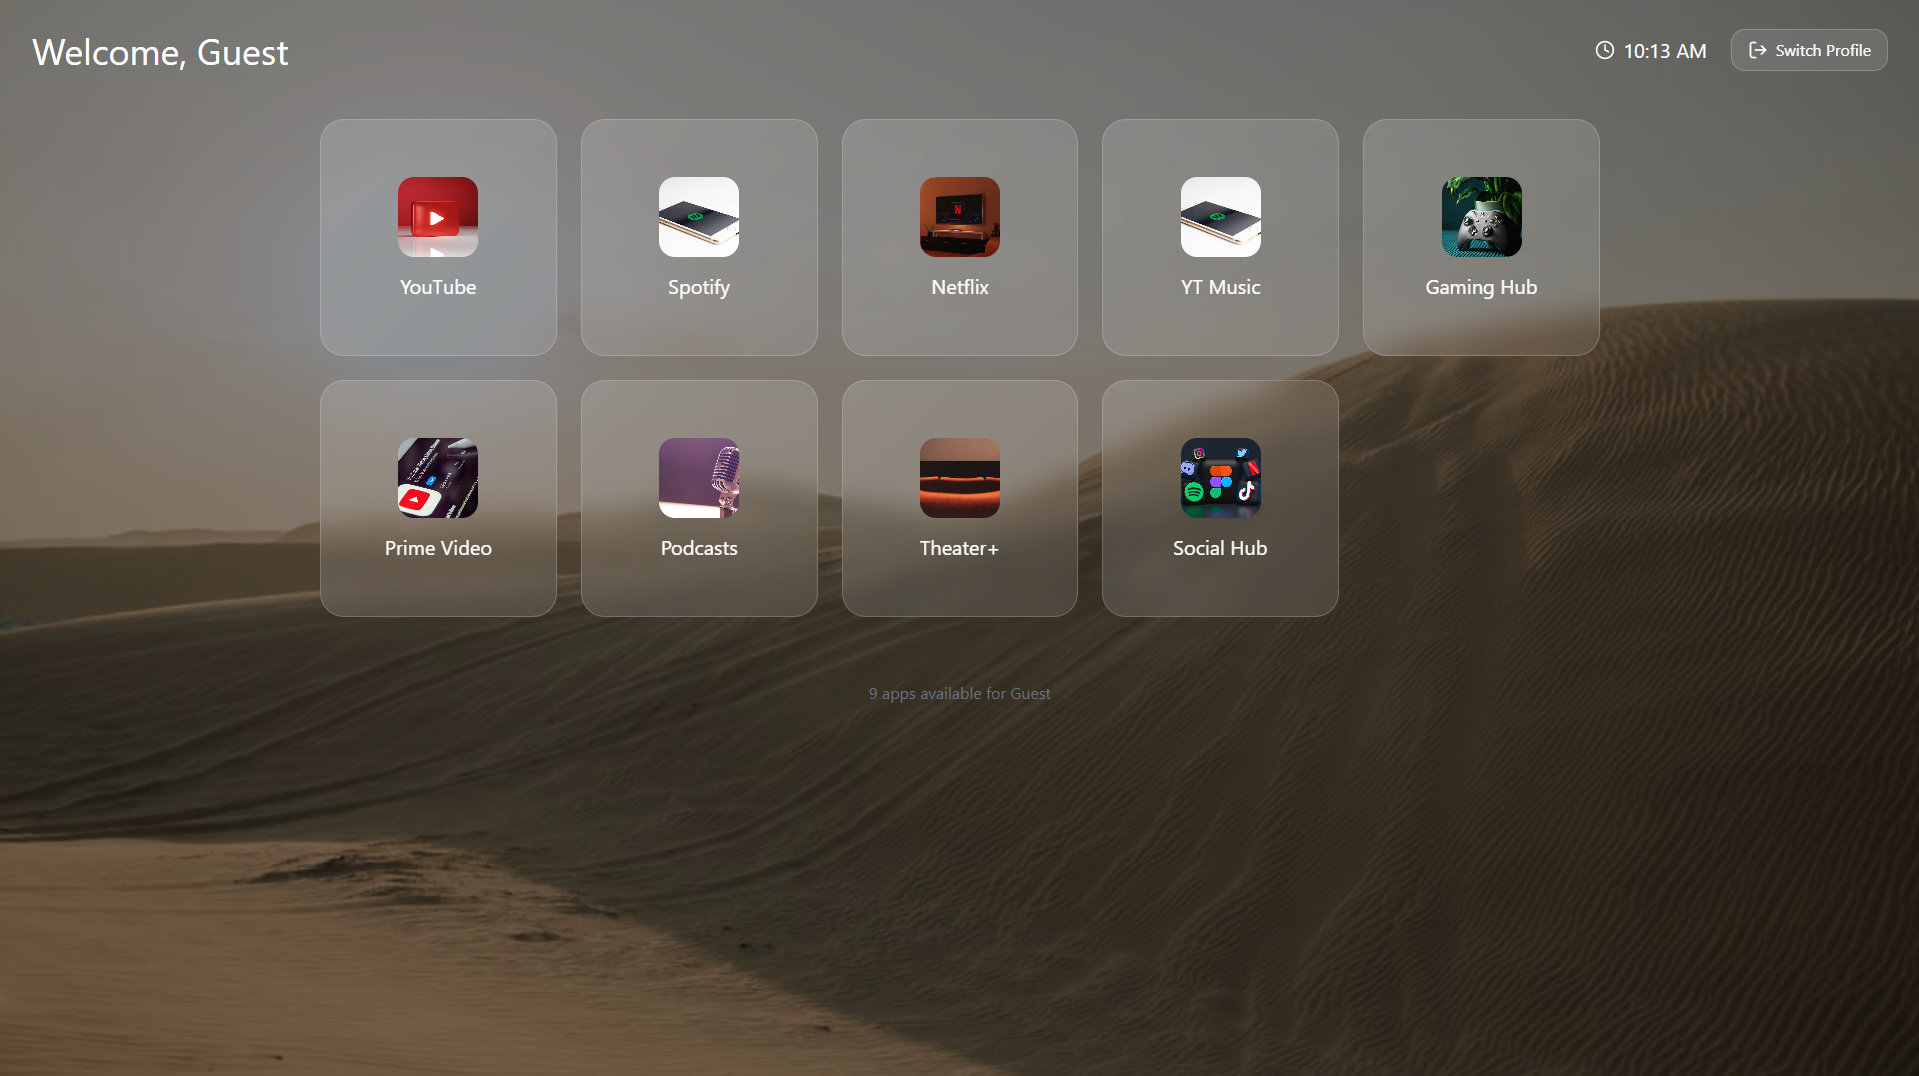 Welcome, Guest
10:13 AM
Switch Profile
YouTube
Spotify
Netflix
YT Music
Gaming Hub
Prime Video
Podcasts
Theater+
Social Hub
9 apps available for Guest